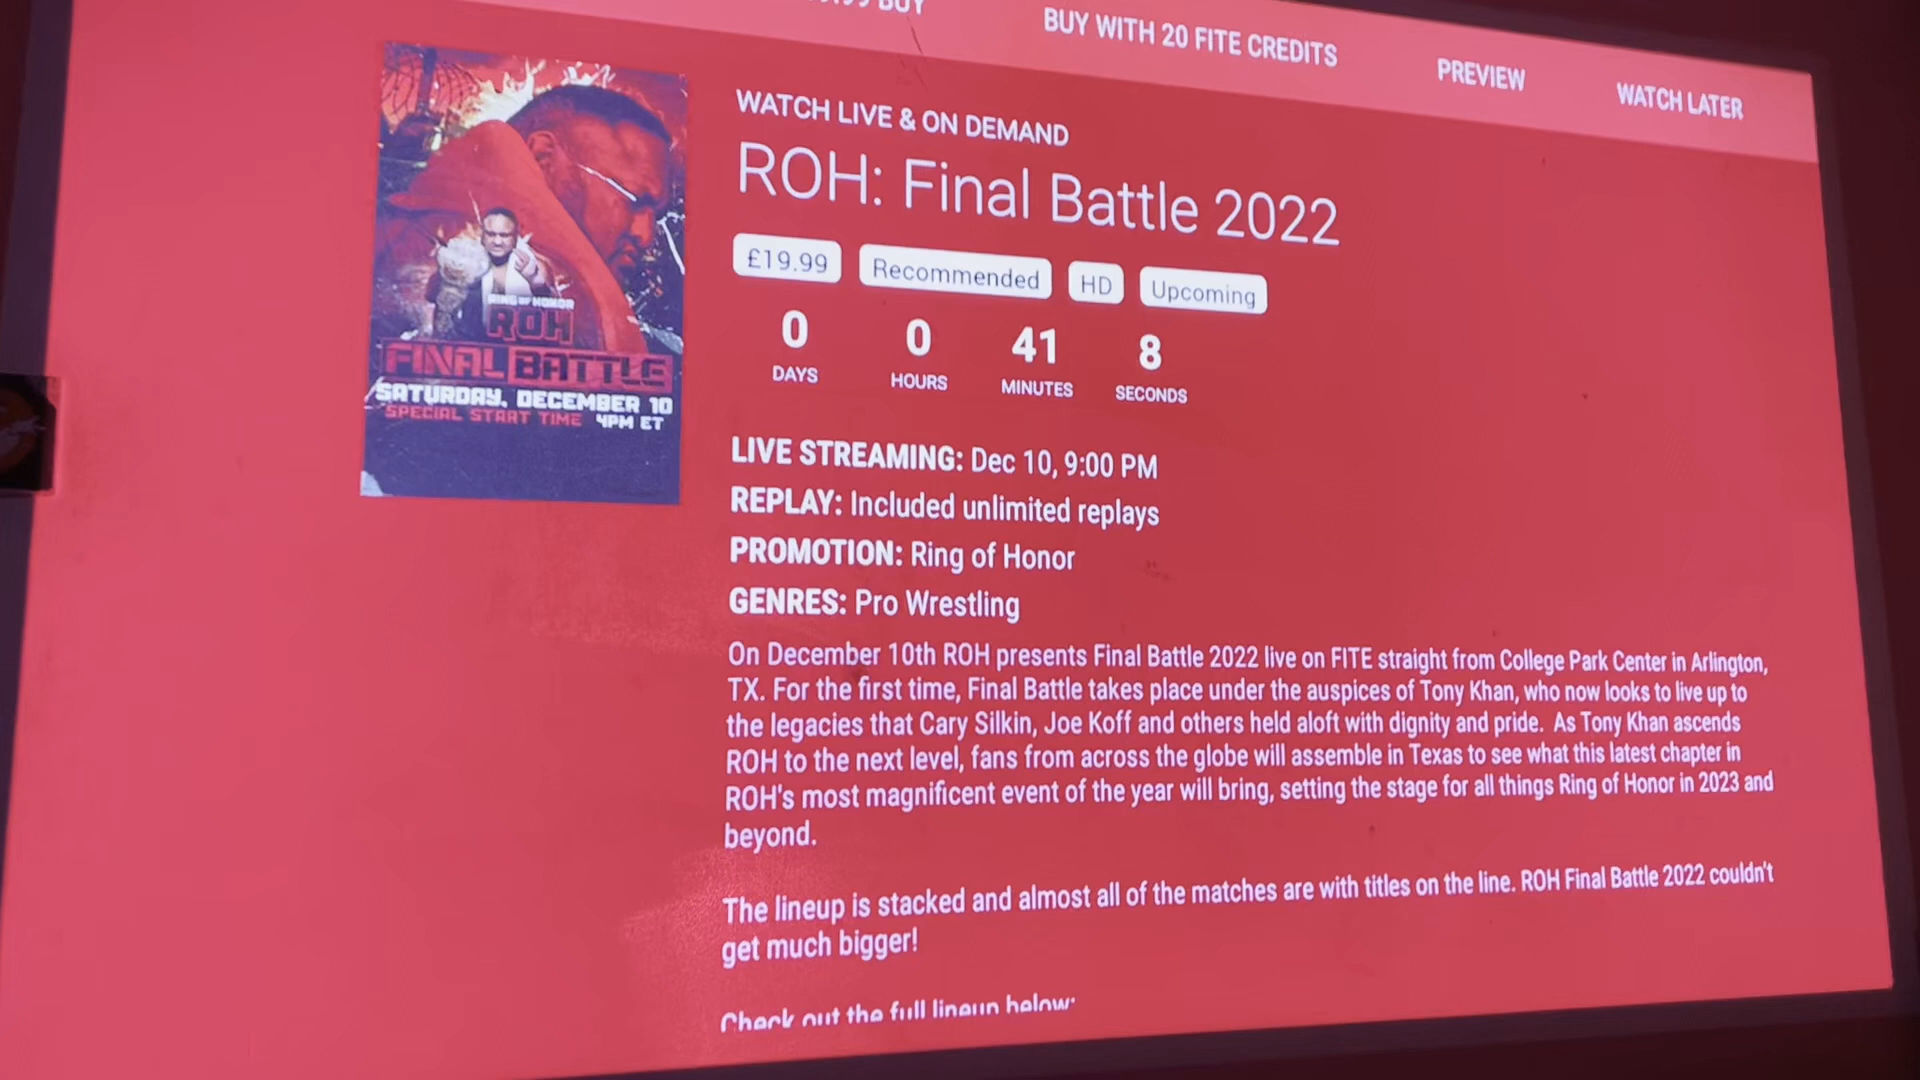 BUY
BUY WITH 20 FITE CREDITS
PREVIEW
WATCH LATER
WATCH LIVE & ON DEMAND
ROH: Final Battle 2022
£19.99
Recommended
HD
Upcoming
0
0
41
8
DAYS
HOURS
MINUTES
SECONDS
RING OF HONOR
ROH
FINAL BATTLE
SATURDAY, DECEMBER 10
SPECIAL START TIME 4PM ET
LIVE STREAMING: Dec 10, 9:00 PM
REPLAY: Included unlimited replays
PROMOTION: Ring of Honor
GENRES: Pro Wrestling
On December 10th ROH presents Final Battle 2022 live on FITE straight from College Park Center in Arlington,
TX. For the first time, Final Battle takes place under the auspices of Tony Khan, who now looks to live up to
the legacies that Cary Silkin, Joe Koff and others held aloft with dignity and pride. As Tony Khan ascends
ROH to the next level, fans from across the globe will assemble in Texas to see what this latest chapter in
ROH's most magnificent event of the year will bring, setting the stage for all things Ring of Honor in 2023 and
beyond.
The lineup is stacked and almost all of the matches are with titles on the line. ROH Final Battle 2022 couldn't
get much bigger!
Check out the full lineup below: